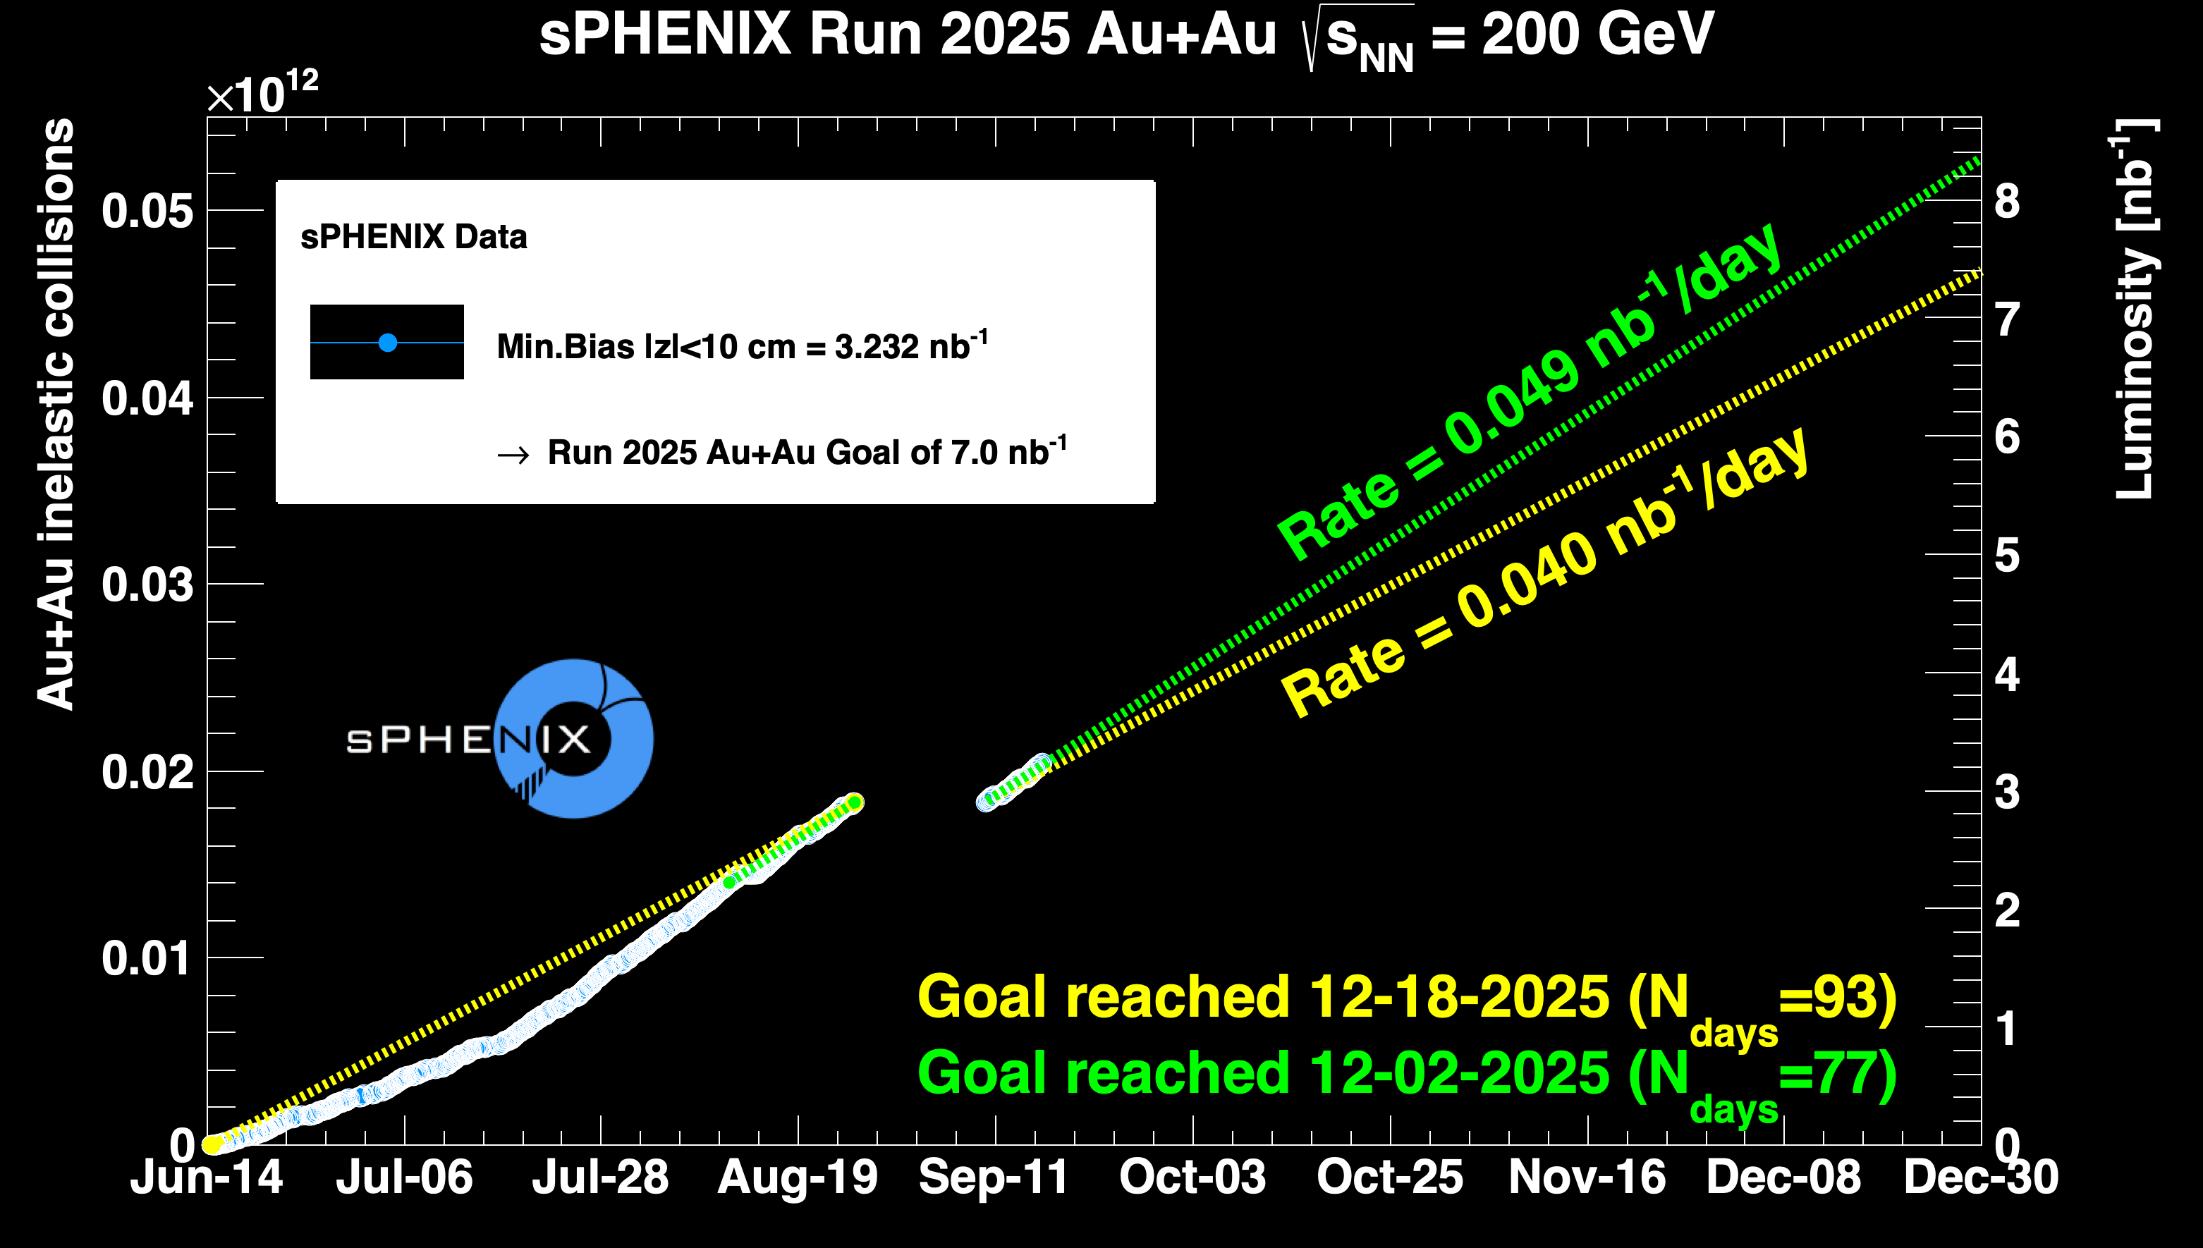 sPHENIX Run 2025 Au+Au √sNN = 200 GeV
×10¹²
Au+Au inelastic collisions
0.05
0.04
0.03
0.02
0.01
0
Luminosity [nb⁻¹]
8
7
6
5
4
3
2
1
0
sPHENIX Data
Min.Bias |z|<10 cm = 3.232 nb⁻¹
→ Run 2025 Au+Au Goal of 7.0 nb⁻¹
Rate = 0.049 nb⁻¹/day
Rate = 0.040 nb⁻¹/day
sPHENIX
Goal reached 12-18-2025 (Ndays=93)
Goal reached 12-02-2025 (Ndays=77)
Jun-14 Jul-06 Jul-28 Aug-19 Sep-11 Oct-03 Oct-25 Nov-16 Dec-08 Dec-30